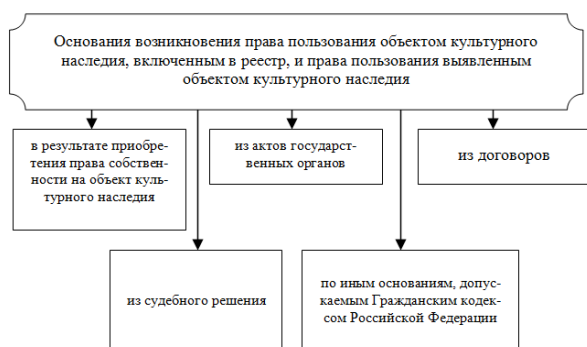 Основания возникновения права пользования объектом культурного
наследия, включенным в реестр, и права пользования выявленным
объектом культурного наследия
в результате приобре-
тения права собствен-
ности на объект куль-
турного наследия
из актов государст-
венных органов
из договоров
из судебного решения
по иным основаниям, допус-
каемым Гражданским кодек-
сом Российской Федерации